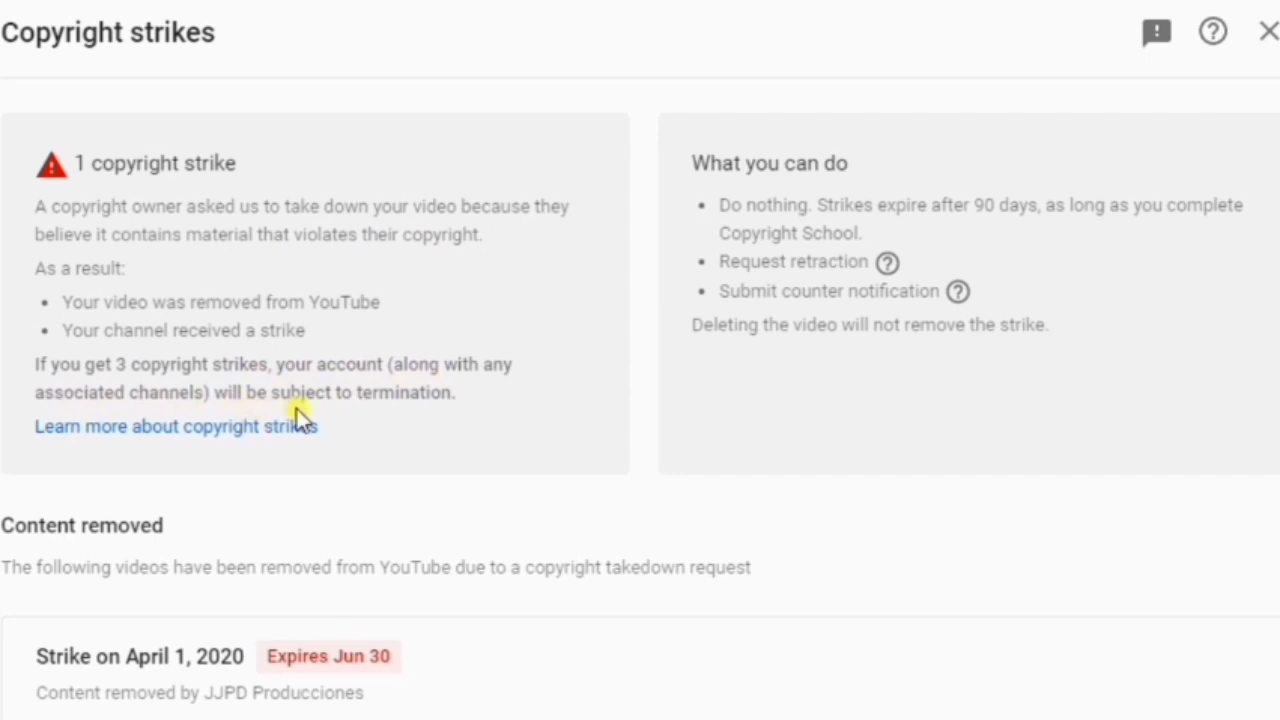 Copyright strikes
1 copyright strike
A copyright owner asked us to take down your video because they
believe it contains material that violates their copyright.
As a result:
• Your video was removed from YouTube
• Your channel received a strike
If you get 3 copyright strikes, your account (along with any
associated channels) will be subject to termination.
Learn more about copyright strikes
What you can do
• Do nothing. Strikes expire after 90 days, as long as you complete
Copyright School.
• Request retraction
• Submit counter notification
Deleting the video will not remove the strike.
Content removed
The following videos have been removed from YouTube due to a copyright takedown request
Strike on April 1, 2020 Expires Jun 30
Content removed by JJPD Producciones